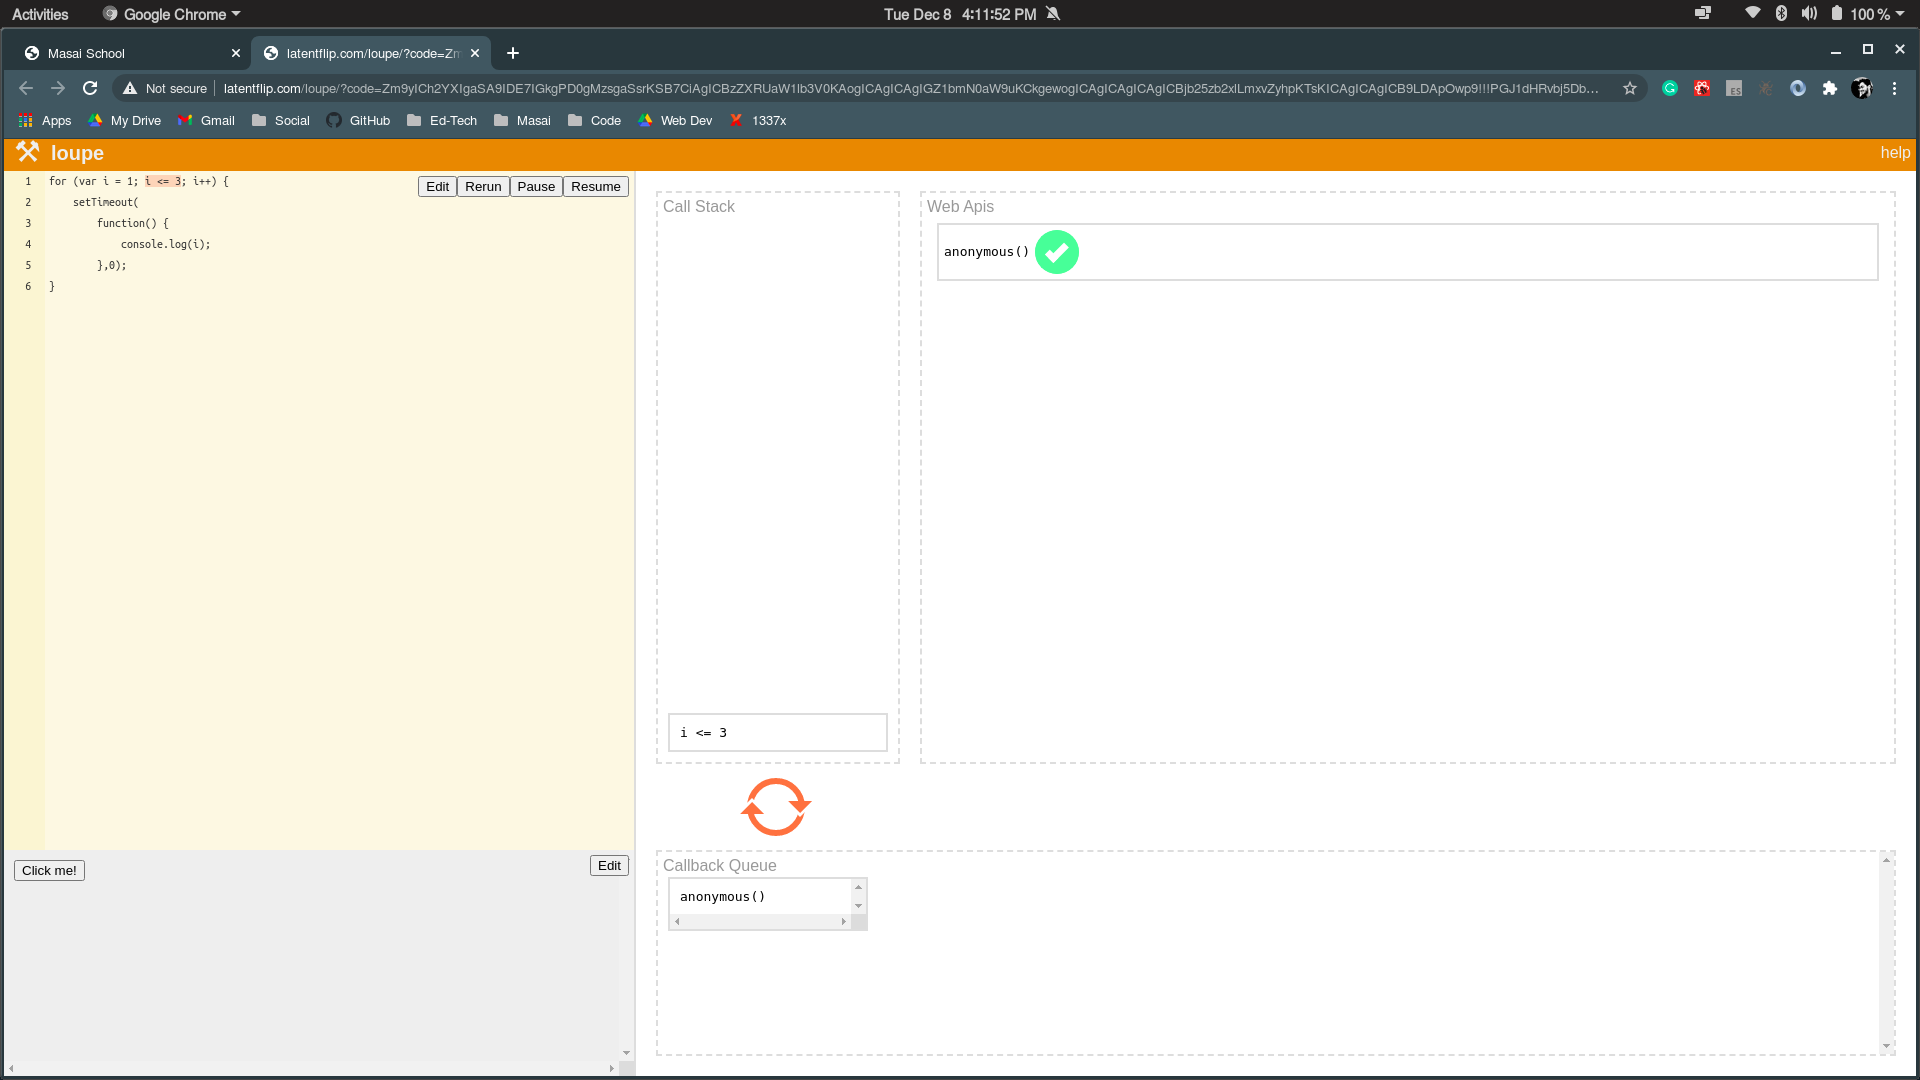 Activities
Google Chrome
Tue Dec 8 4:11:52 PM
100 %
Masai School
latentflip.com/loupe/?code=Zm
Not secure
latentflip.com/loupe/?code=Zm9yICh2YXIgaSA9IDE7IGkgPD0gMzsgaSsrKSB7CiAgICBzZXRUaW1lb3V0KAogICAgICAgIGZ1bmN0aW9uKCkgewogICAgICAgICAgICBjb25zb2xlLmxvZyhpKTsKICAgICAgICB9LDApOwp9!!!PGJ1dHRvbj5Db...
Apps
My Drive
Gmail
Social
GitHub
Ed-Tech
Masai
Code
Web Dev
1337x
loupe
help
1 for (var i = 1; i <= 3; i++) {
2 setTimeout(
3 function() {
4 console.log(i);
5 },0);
6 }
Edit
Rerun
Pause
Resume
Call Stack
i <= 3
Web Apis
anonymous()
Callback Queue
anonymous()
Click me!
Edit
ES